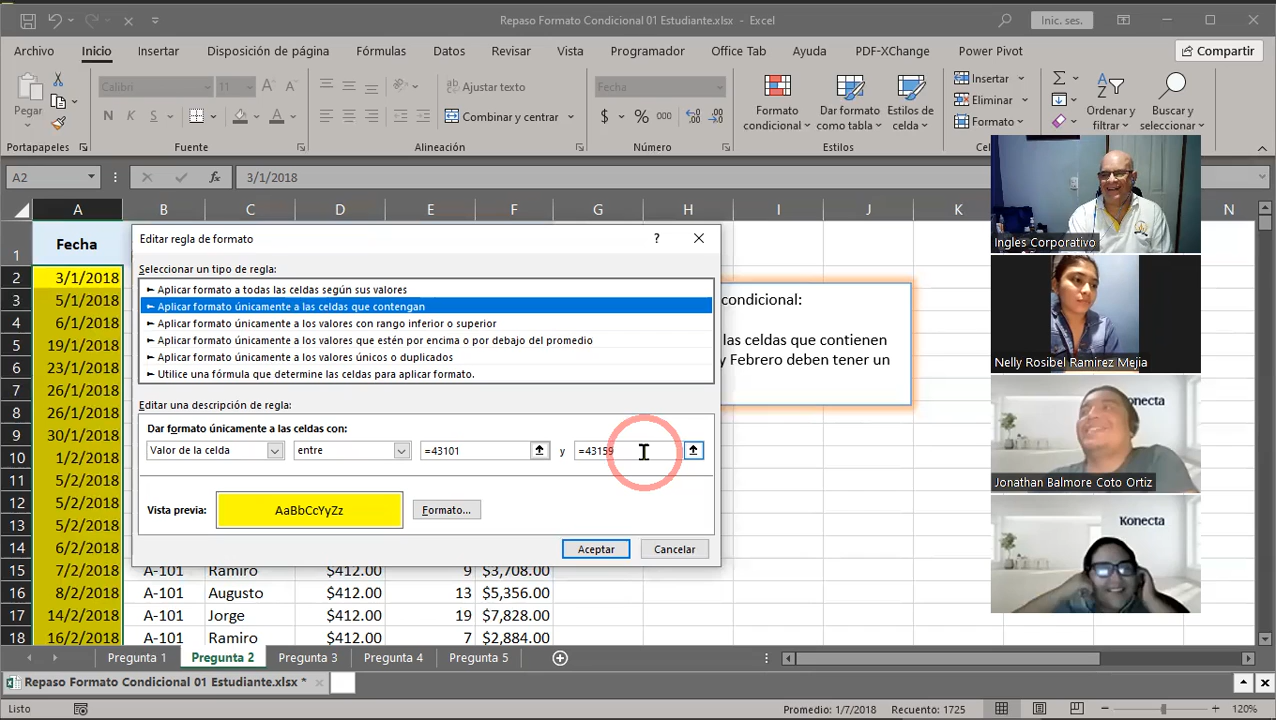 Repaso Formato Condicional 01 Estudiante.xlsx - Excel
Inic. ses.
Archivo Inicio Insertar Disposición de página Fórmulas Datos Revisar Vista Programador Office Tab Ayuda PDF-XChange Power Pivot Compartir
Pegar
Calibri 11
N K S
Ajustar texto
Combinar y centrar
Fecha
$ % 000
Formato condicional
Dar formato como tabla
Estilos de celda
Insertar
Eliminar
Formato
Ordenar y filtrar
Buscar y seleccionar
Portapapeles Fuente Alineación Número Estilos
A2 fx 3/1/2018
A B C D E F G H I J K N
1 Fecha
2 3/1/2018
3 5/1/2018
4 6/1/2018
5 19/1/2018
6 23/1/2018
7 26/1/2018
8 26/1/2018
9 30/1/2018
10 1/2/2018
11 5/2/2018
12 5/2/2018
13 5/2/2018
14 6/2/2018
15 7/2/2018 A-101 Ramiro $412.00 9 $3,708.00
16 8/2/2018 A-101 Augusto $412.00 13 $5,356.00
17 14/2/2018 A-101 Jorge $412.00 19 $7,828.00
18 16/2/2018 A-101 Ramiro $412.00 7 $2,884.00
condicional:
las celdas que contienen
y Febrero deben tener un
Editar regla de formato ?
Seleccionar un tipo de regla:
► Aplicar formato a todas las celdas según sus valores
► Aplicar formato únicamente a las celdas que contengan
► Aplicar formato únicamente a los valores con rango inferior o superior
► Aplicar formato únicamente a los valores que estén por encima o por debajo del promedio
► Aplicar formato únicamente a los valores únicos o duplicados
► Utilice una fórmula que determine las celdas para aplicar formato.
Editar una descripción de regla:
Dar formato únicamente a las celdas con:
Valor de la celda entre =43101 y =43159
Vista previa: AaBbCcYyZz Formato...
Aceptar Cancelar
Ingles Corporativo
Nelly Rosibel Ramirez Mejia
Konecta
Jonathan Balmore Coto Ortiz
Konecta
Pregunta 1 Pregunta 2 Pregunta 3 Pregunta 4 Pregunta 5
Repaso Formato Condicional 01 Estudiante.xlsx *
Listo Promedio: 1/7/2018 Recuento: 1725 120%